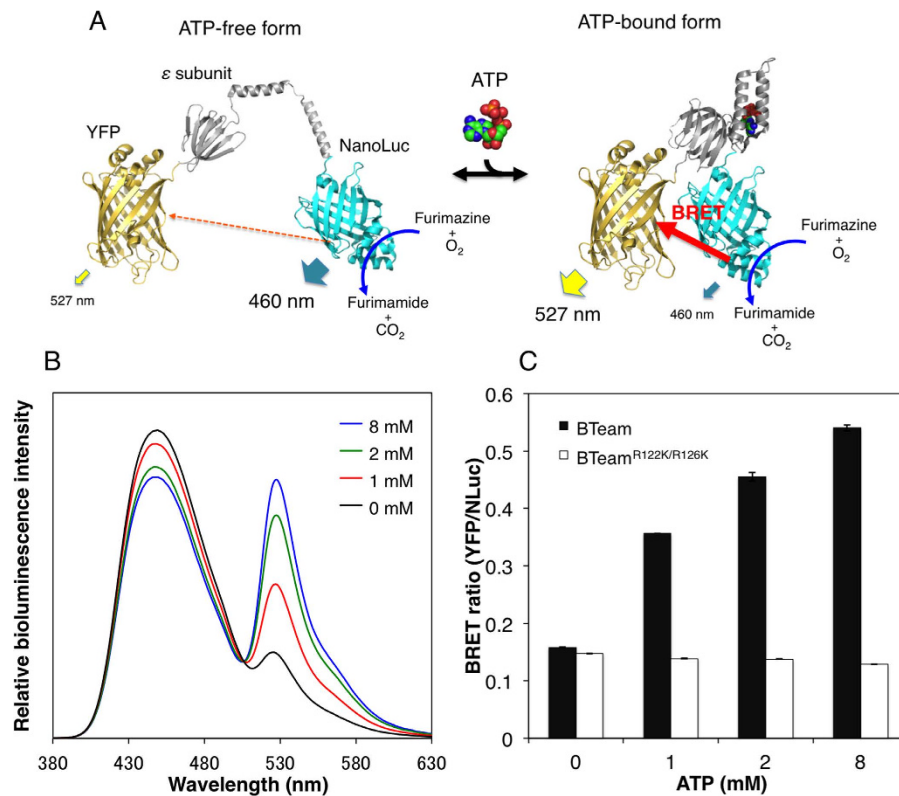 A
ATP-free form
ATP-bound form
ε subunit
ATP
YFP
NanoLuc
BRET
Furimazine
+
O2
Furimazine
+
O2
527 nm
460 nm
Furimamide
+
CO2
527 nm
460 nm
Furimamide
+
CO2
B
Relative bioluminescence intensity
8 mM
2 mM
1 mM
0 mM
380 430 480 530 580 630
Wavelength (nm)
C
BRET ratio (YFP/NLuc)
0.6
0.5
0.4
0.3
0.2
0.1
0
BTeam
BTeamR122K/R126K
0 1 2 8
ATP (mM)